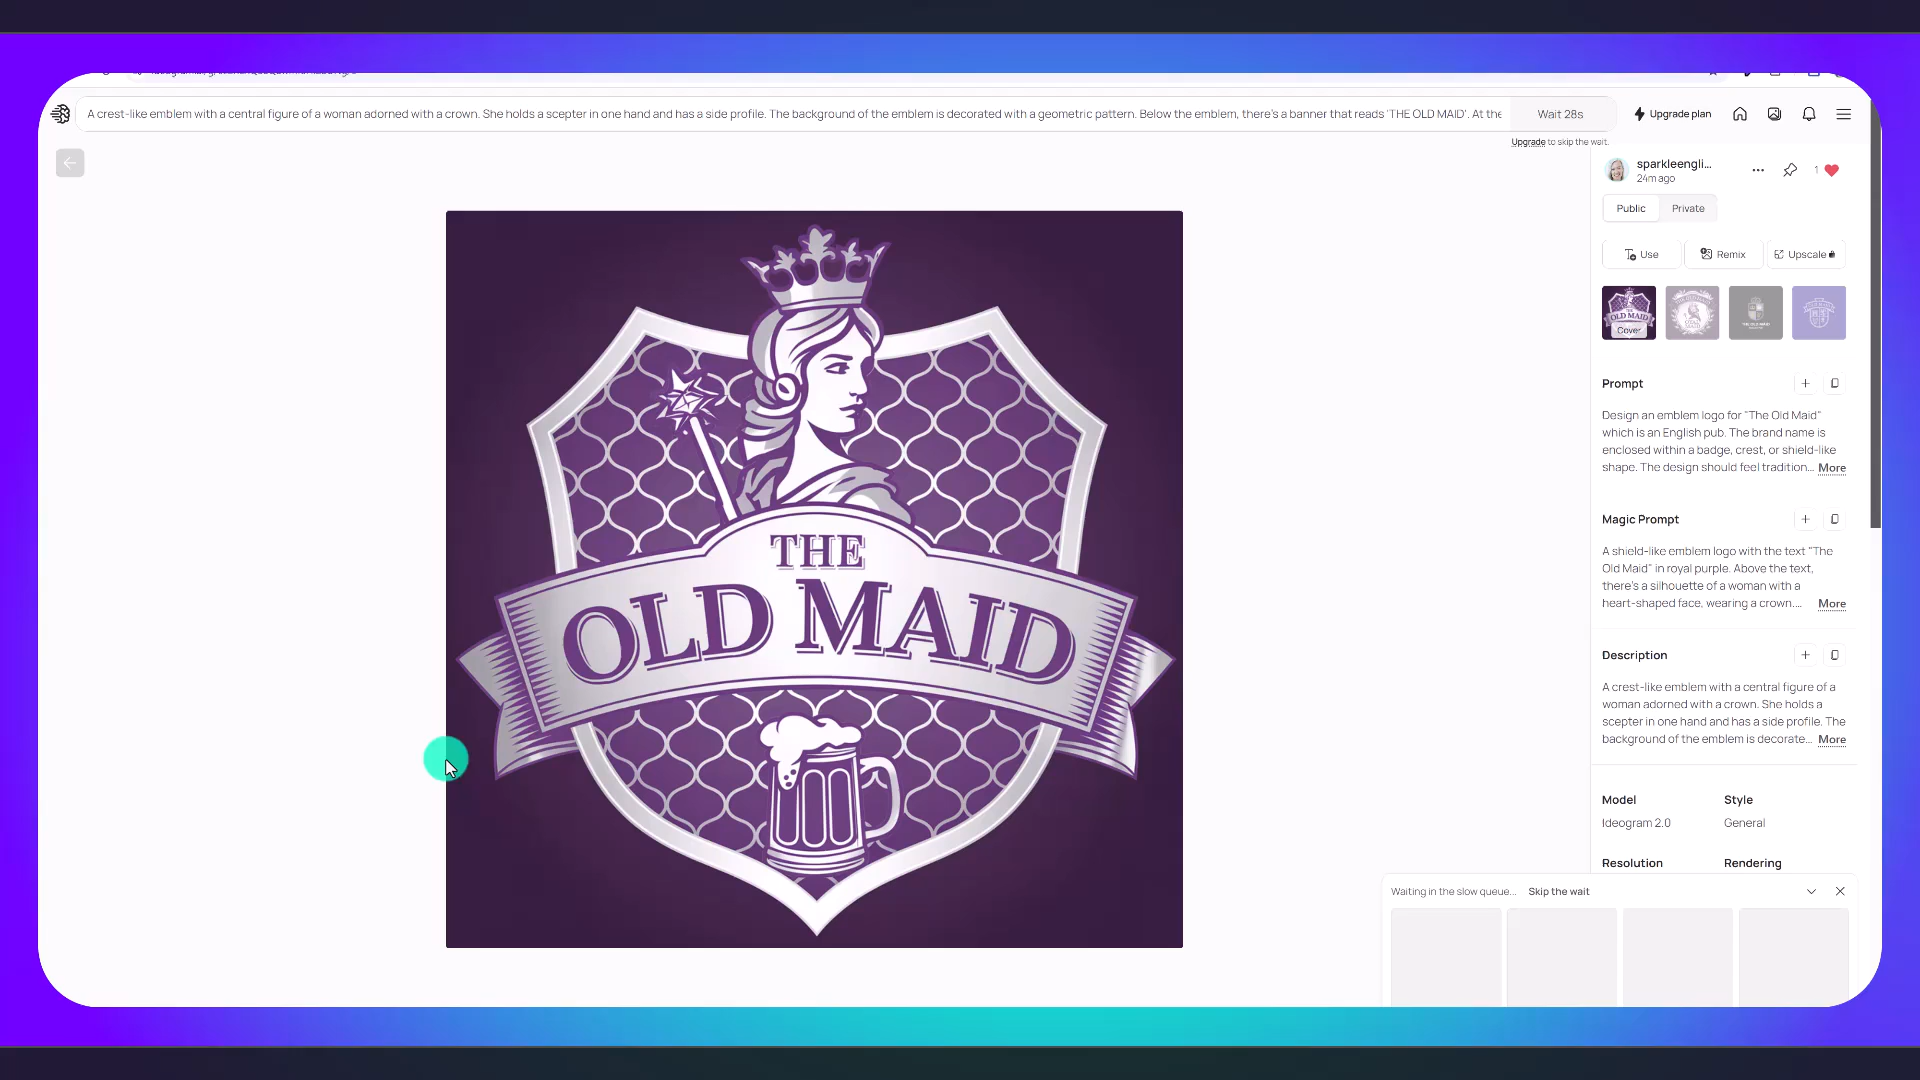 A crest-like emblem with a central figure of a woman adorned with a crown. She holds a scepter in one hand and has a side profile. The background of the emblem is decorated with a geometric pattern. Below the emblem, there's a banner that reads 'THE OLD MAID'. At the
Wait 28s
Upgrade plan
Upgrade to skip the wait.
sparkleengli...
24m ago
1
Public
Private
Use
Remix
Upscale
Cover
THE
OLD MAID
Prompt
Design an emblem logo for "The Old Maid"
which is an English pub. The brand name is
enclosed within a badge, crest, or shield-like
shape. The design should feel tradition... More
Magic Prompt
A shield-like emblem logo with the text "The
Old Maid" in royal purple. Above the text,
there's a silhouette of a woman with a
heart-shaped face, wearing a crown.... More
Description
A crest-like emblem with a central figure of a
woman adorned with a crown. She holds a
scepter in one hand and has a side profile. The
background of the emblem is decorate... More
Model
Style
Ideogram 2.0
General
Resolution
Rendering
Waiting in the slow queue...
Skip the wait